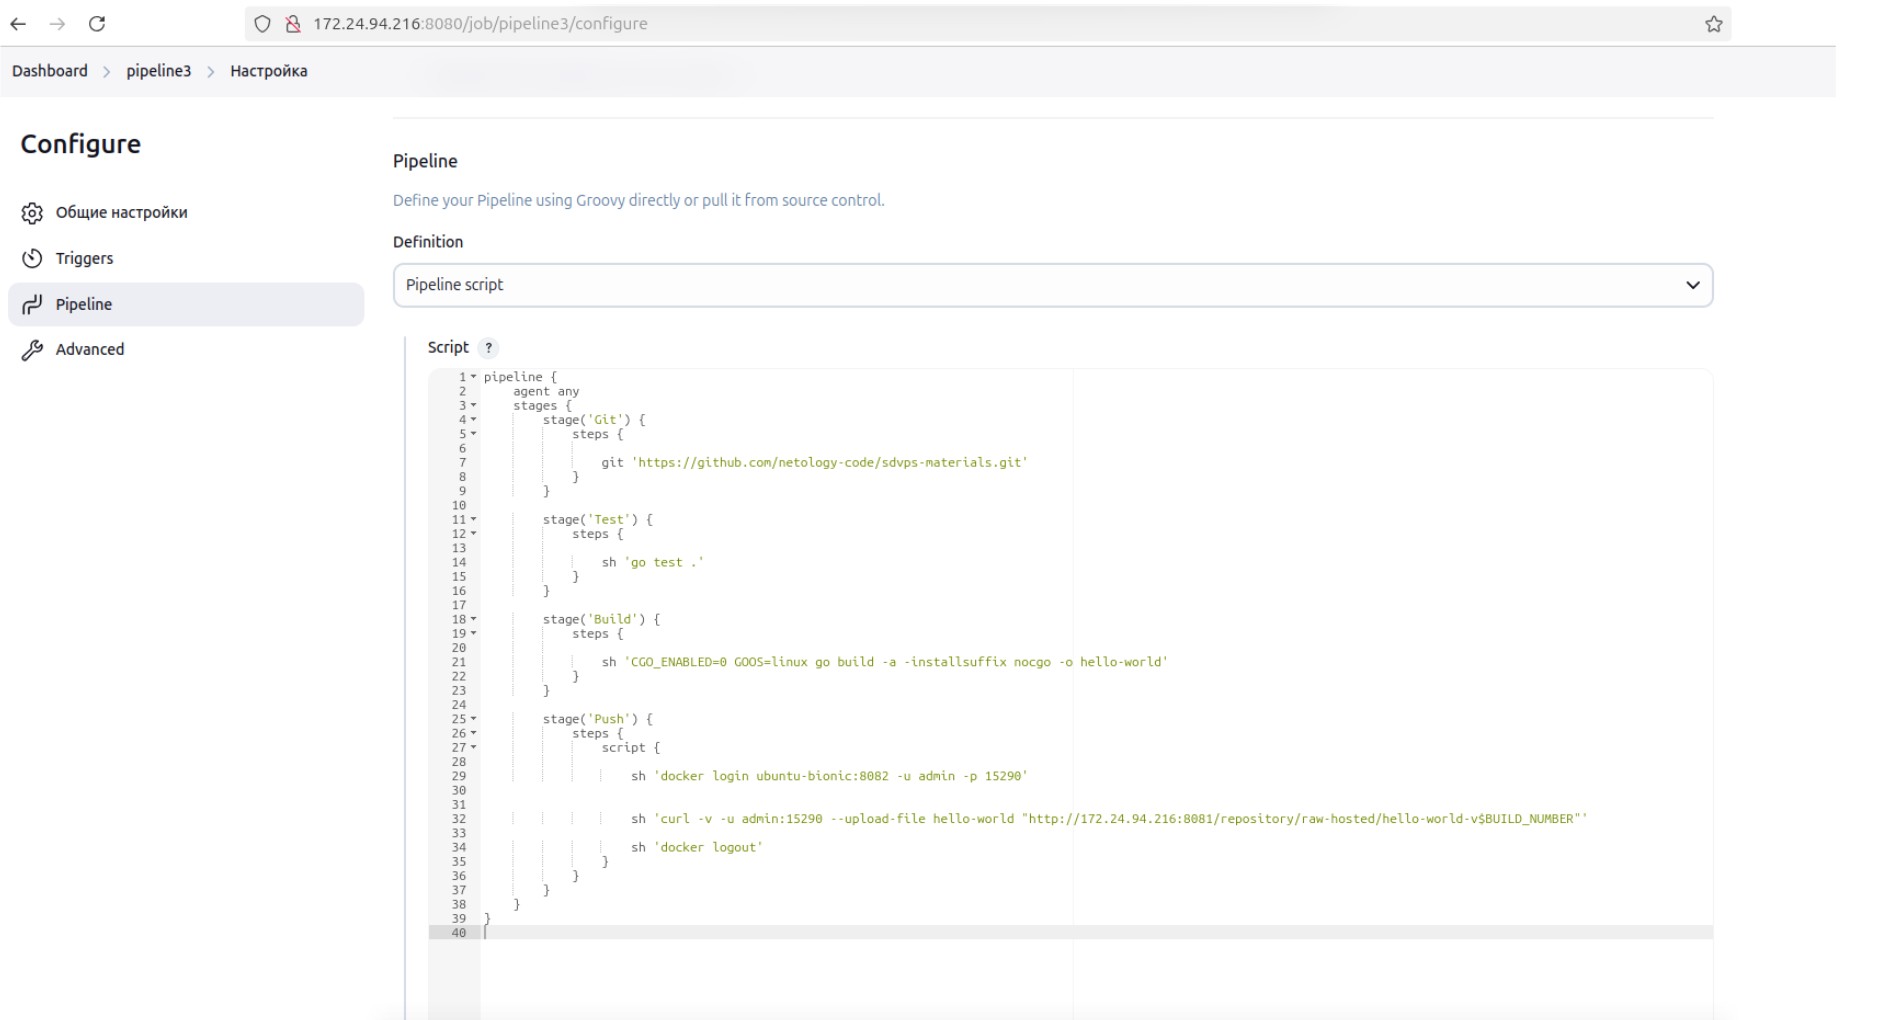 172.24.94.216:8080/job/pipeline3/configure
Dashboard > pipeline3 > Настройка
Configure
Общие настройки
Triggers
Pipeline
Advanced
Pipeline
Define your Pipeline using Groovy directly or pull it from source control.
Definition
Pipeline script
Script ?
1 pipeline {
2     agent any
3     stages {
4         stage('Git') {
5             steps {
6
7                 git 'https://github.com/netology-code/sdvps-materials.git'
8             }
9         }
10
11         stage('Test') {
12             steps {
13
14                 sh 'go test .'
15             }
16         }
17
18         stage('Build') {
19             steps {
20
21                 sh 'CGO_ENABLED=0 GOOS=linux go build -a -installsuffix nocgo -o hello-world'
22             }
23         }
24
25         stage('Push') {
26             steps {
27                 script {
28
29                     sh 'docker login ubuntu-bionic:8082 -u admin -p 15290'
30
31
32                     sh 'curl -v -u admin:15290 --upload-file hello-world "http://172.24.94.216:8081/repository/raw-hosted/hello-world-v$BUILD_NUMBER"'
33
34                     sh 'docker logout'
35                 }
36             }
37         }
38     }
39 }
40